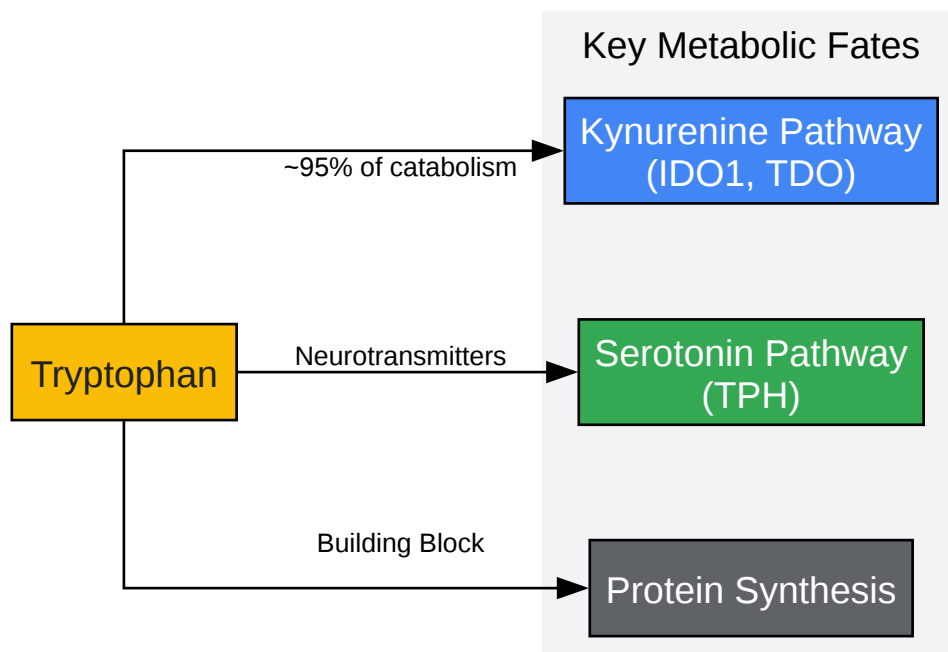 Key Metabolic Fates
Kynurenine Pathway
(IDO1, TDO)
~95% of catabolism
Tryptophan
Neurotransmitters
Serotonin Pathway
(TPH)
Building Block
Protein Synthesis